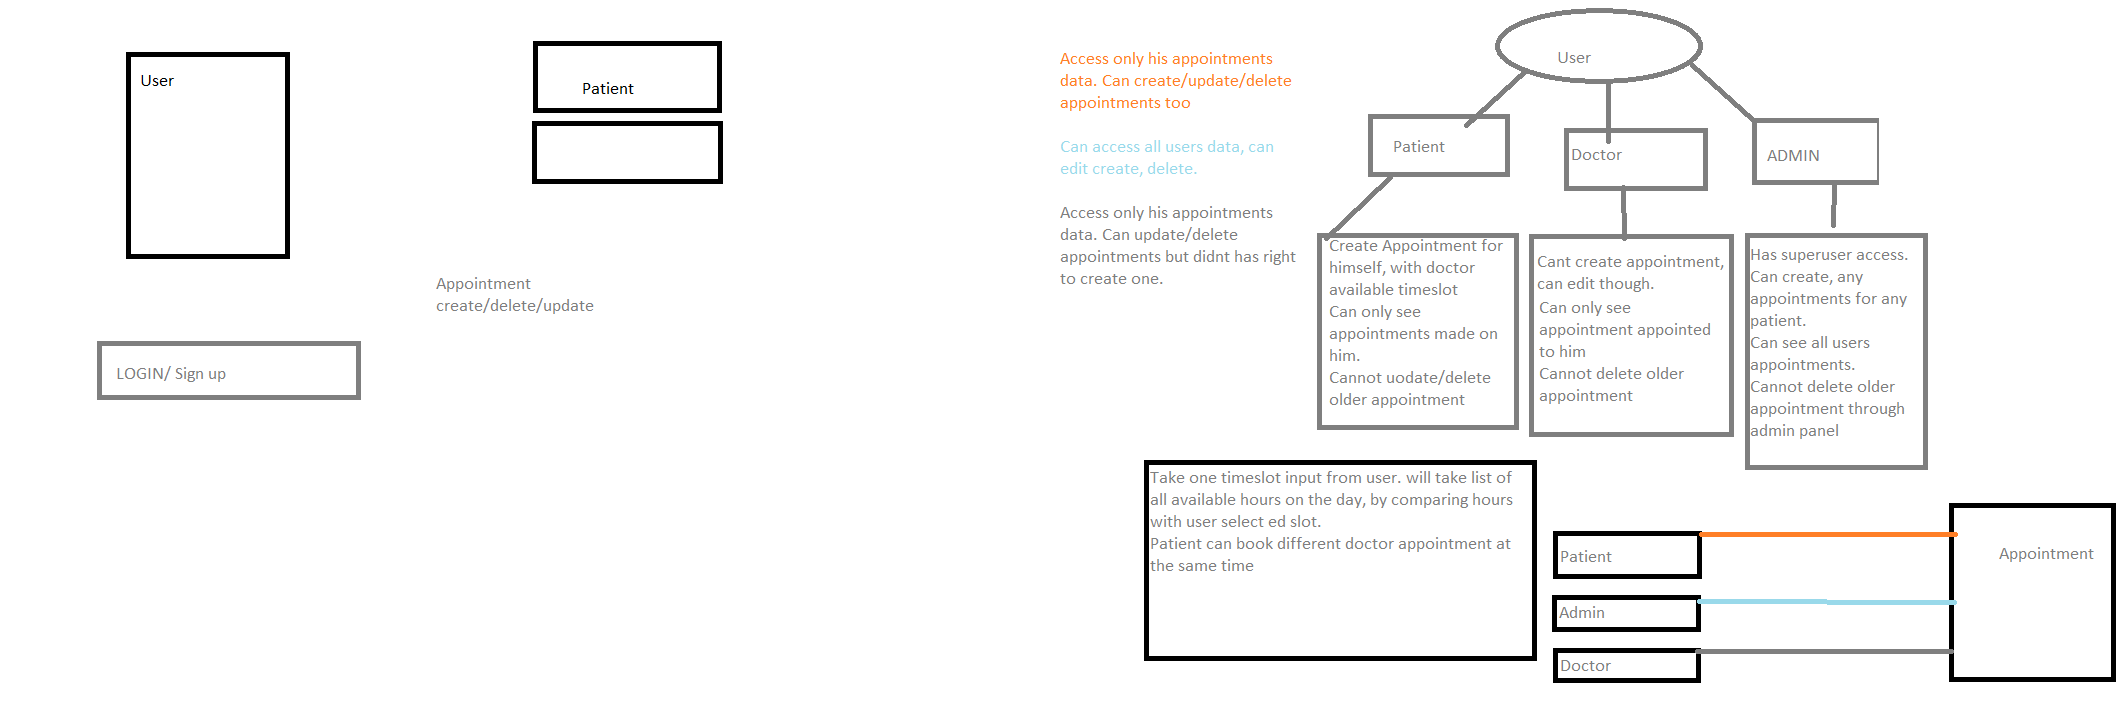 User
Patient
Appointment
create/delete/update
LOGIN/ Sign up
Access only his appointments
data. Can create/update/delete
appointments too
Can access all users data, can
edit create, delete.
Access only his appointments
data. Can update/delete
appointments but didnt has right
to create one.
User
Patient
Doctor
ADMIN
Create Appointment for
himself, with doctor
available timeslot
Can only see
appointments made on
him.
Cannot uodate/delete
older appointment
Cant create appointment,
can edit though.
Can only see
appointment appointed
to him
Cannot delete older
appointment
Has superuser access.
Can create, any
appointments for any
patient.
Can see all users
appointments.
Cannot delete older
appointment through
admin panel
Take one timeslot input from user. will take list of
all available hours on the day, by comparing hours
with user select ed slot.
Patient can book different doctor appointment at
the same time
Patient
Admin
Doctor
Appointment